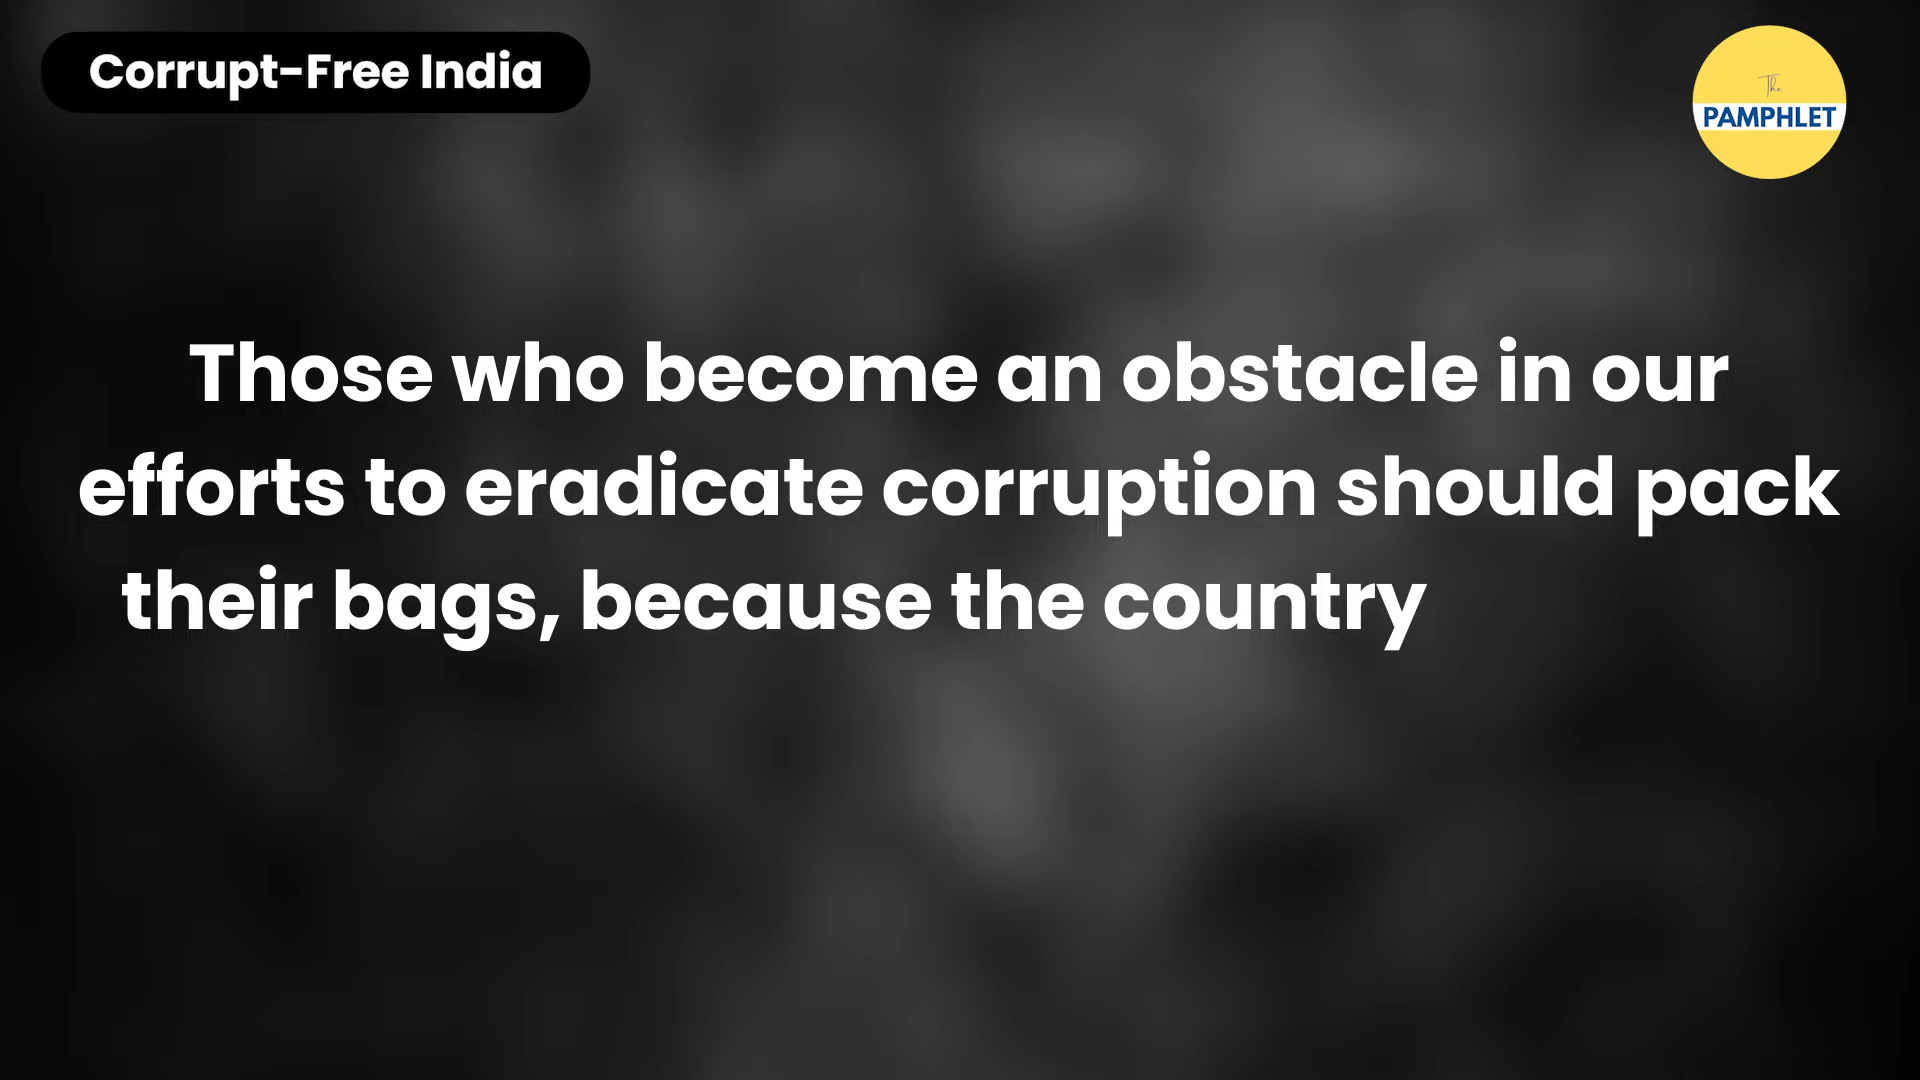 Corrupt-Free India
The
PAMPHLET
Those who become an obstacle in our
efforts to eradicate corruption should pack
their bags, because the country